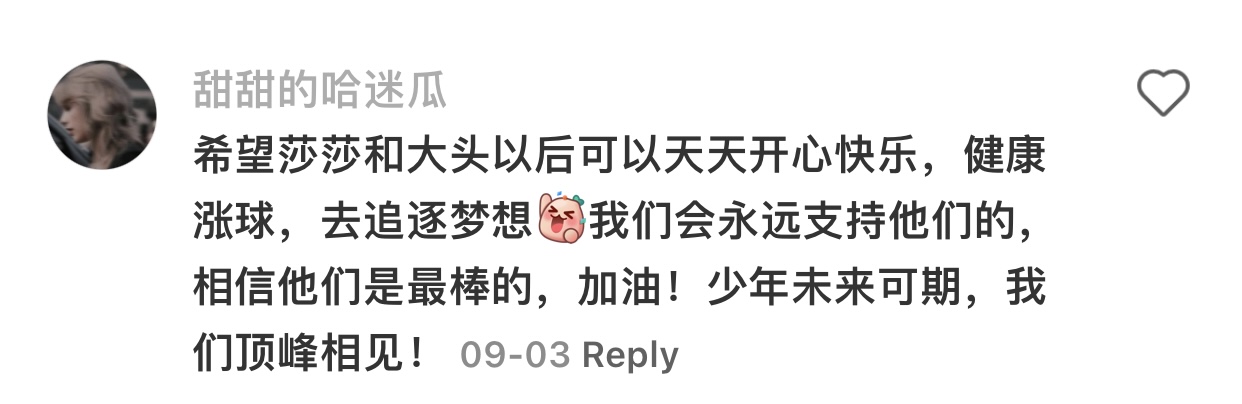 甜甜的哈迷瓜
希望莎莎和大头以后可以天天开心快乐，健康
涨球，去追逐梦想我们会永远支持他们的，
相信他们是最棒的，加油！少年未来可期，我
们顶峰相见！ 09-03 Reply